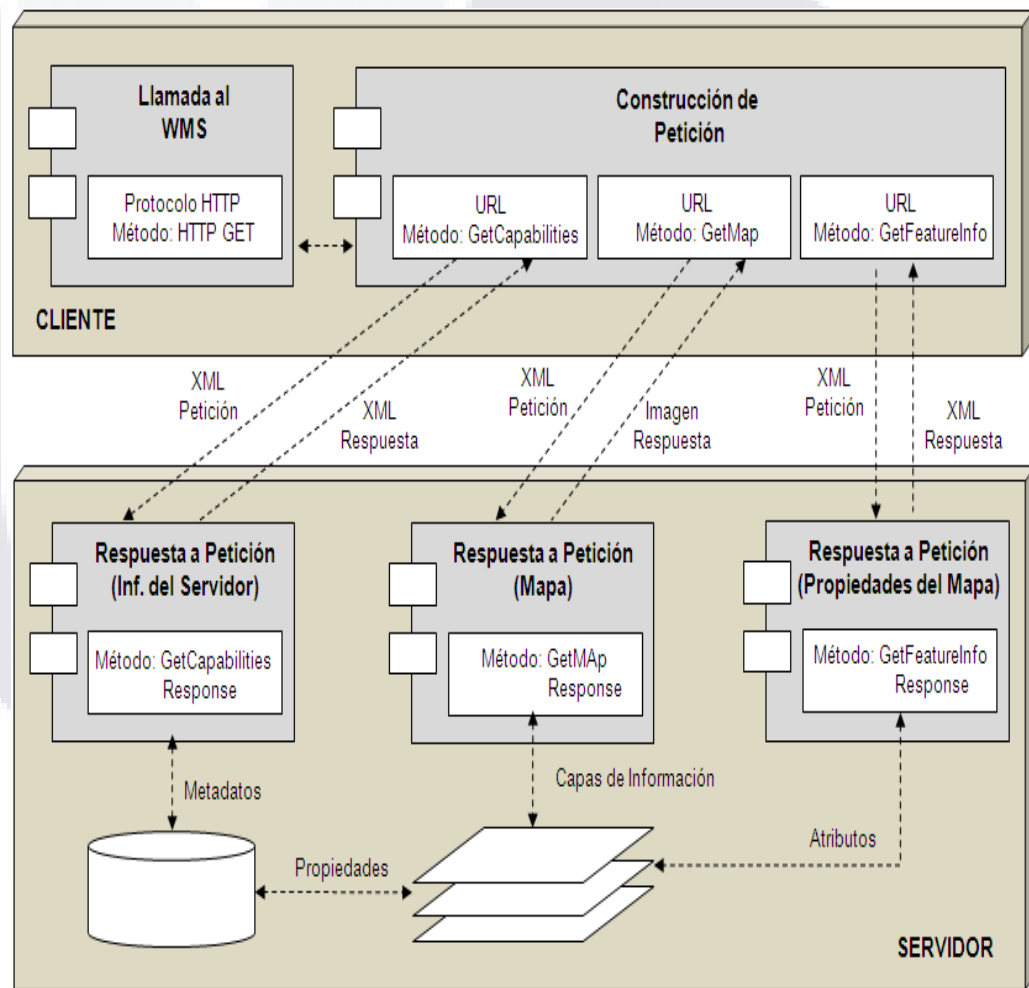 Llamada al
WMS
Protocolo HTTP
Método: HTTP GET
Construcción de
Petición
URL
Método: GetCapabilities
URL
Método: GetMap
URL
Método: GetFeatureInfo
CLIENTE
XML
Petición
XML
Respuesta
XML
Petición
Imagen
Respuesta
XML
Petición
XML
Respuesta
Respuesta a Petición
(Inf. del Servidor)
Método: GetCapabilities
Response
Respuesta a Petición
(Mapa)
Método: GetMAp
Response
Respuesta a Petición
(Propiedades del Mapa)
Método: GetFeatureInfo
Response
Metadatos
Capas de Información
Atributos
Propiedades
SERVIDOR